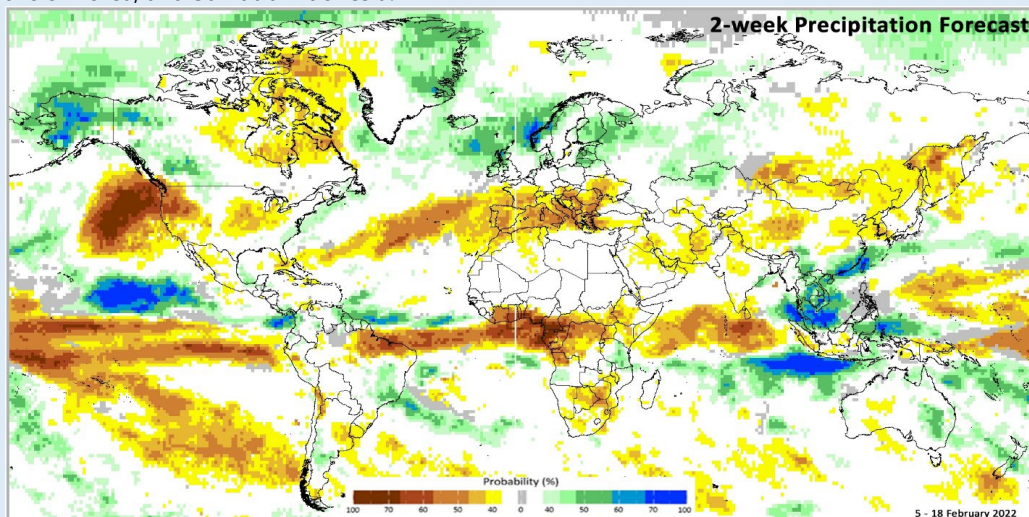 2-week Precipitation Forecast
Probability (%)
100 70 60 50 40 0 40 50 60 70 100
5 - 18 February 2022